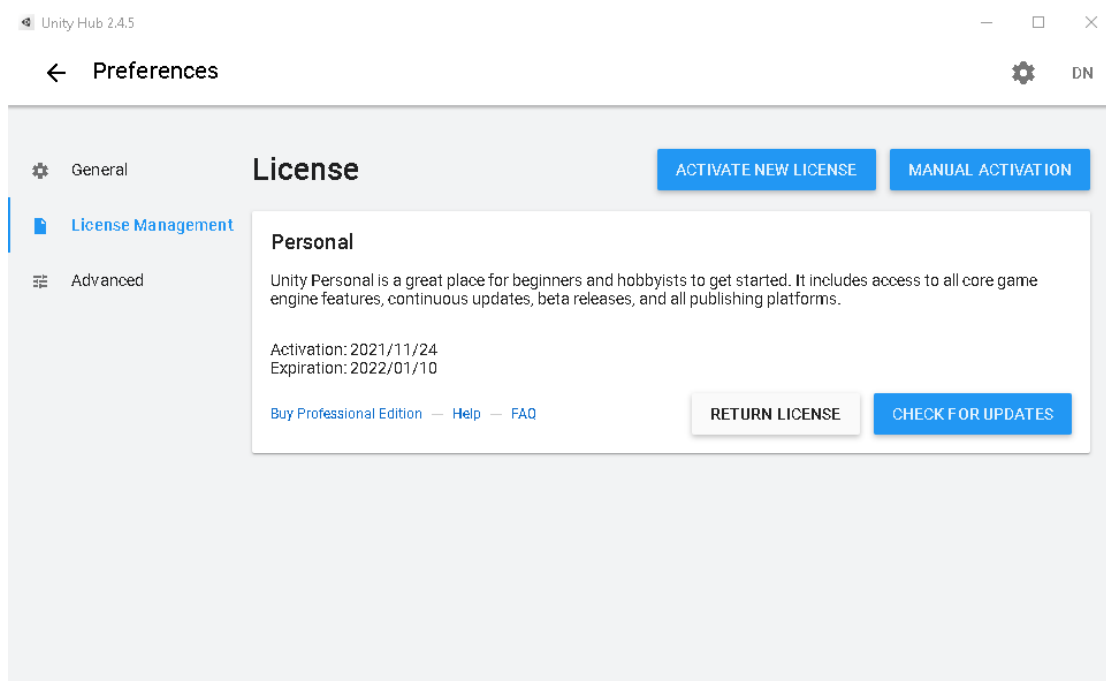 Unity Hub 2.4.5
Preferences
DN
General
License Management
Advanced
License
ACTIVATE NEW LICENSE
MANUAL ACTIVATION
Personal
Unity Personal is a great place for beginners and hobbyists to get started. It includes access to all core game
engine features, continuous updates, beta releases, and all publishing platforms.
Activation: 2021/11/24
Expiration: 2022/01/10
Buy Professional Edition — Help — FAQ
RETURN LICENSE
CHECK FOR UPDATES